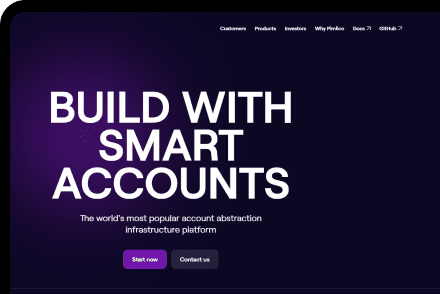 Customers Products Investors Why Pimlico Docs GitHub
BUILD WITH
SMART
ACCOUNTS
The world's most popular account abstraction
infrastructure platform
Start now Contact us